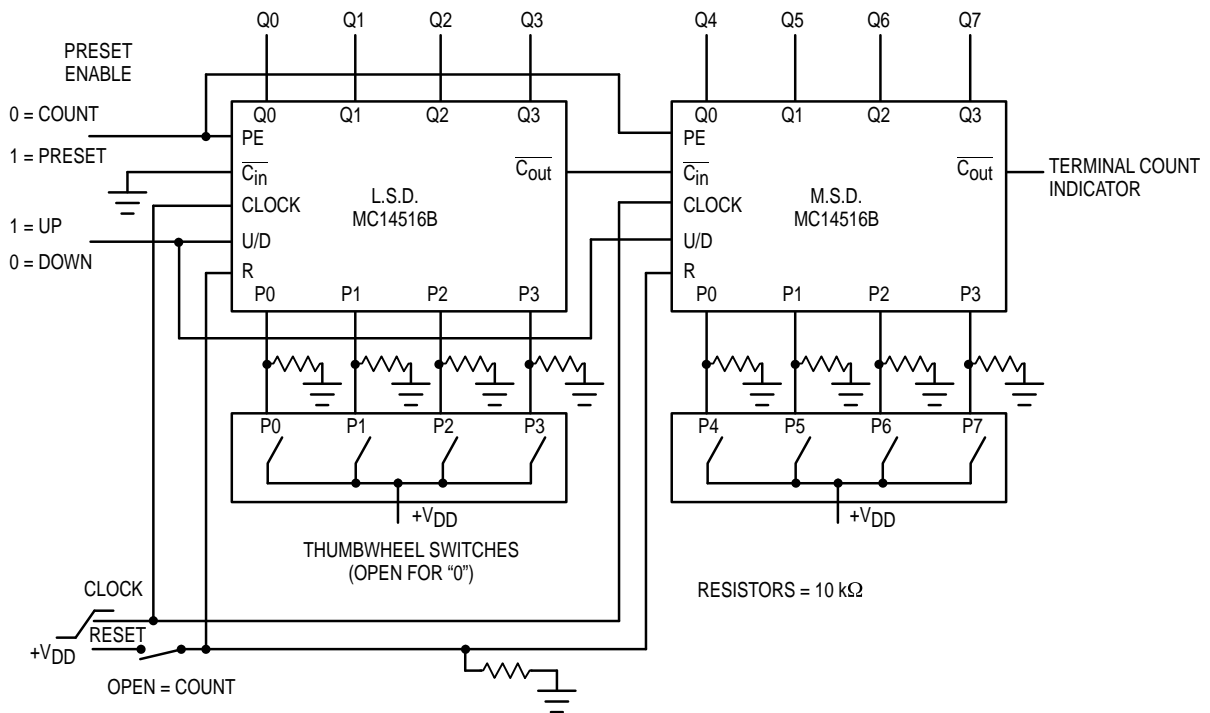 Q0 Q1 Q2 Q3 Q4 Q5 Q6 Q7
PRESET
ENABLE
0 = COUNT
1 = PRESET
1 = UP
0 = DOWN
Q0 Q1 Q2 Q3
PE
C̅i̅n̅
CLOCK
U/D
R
L.S.D.
MC14516B
C̅o̅u̅t̅
P0 P1 P2 P3
Q0 Q1 Q2 Q3
PE
C̅i̅n̅
CLOCK
U/D
R
M.S.D.
MC14516B
C̅o̅u̅t̅
P0 P1 P2 P3
TERMINAL COUNT
INDICATOR
P0 P1 P2 P3
+VDD
P4 P5 P6 P7
+VDD
THUMBWHEEL SWITCHES
(OPEN FOR “0”)
RESISTORS = 10 kΩ
CLOCK
RESET
+VDD
OPEN = COUNT